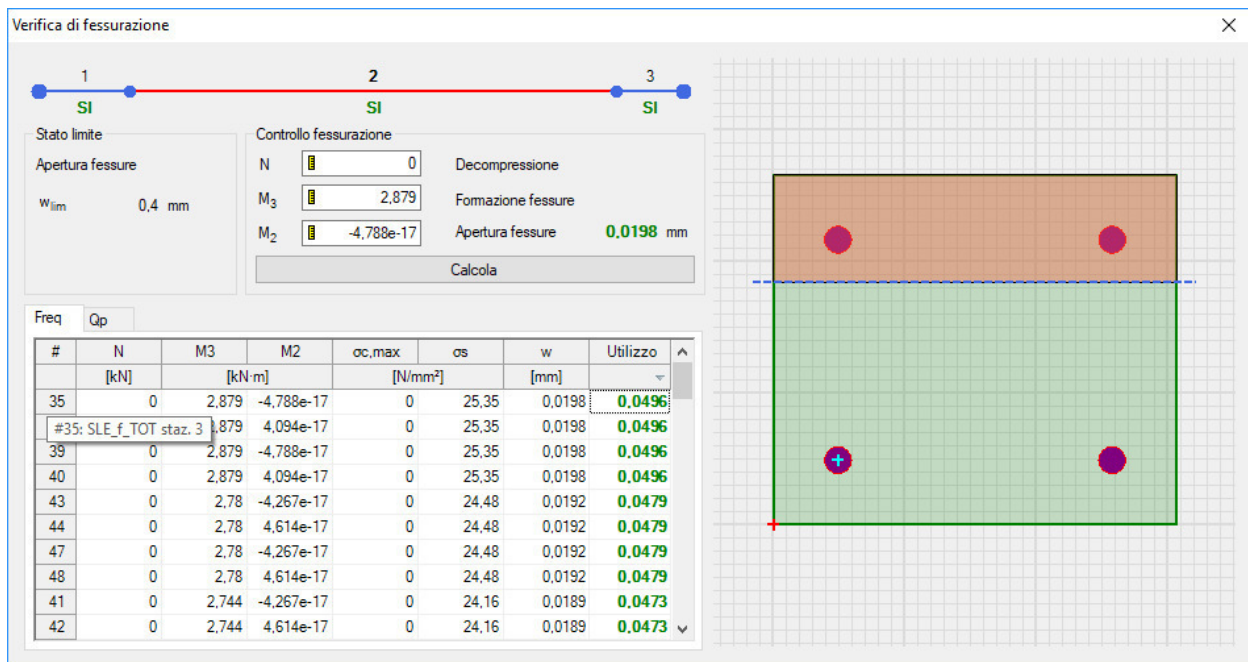 Verifica di fessurazione
1 2 3
SI SI SI
Stato limite
Apertura fessure
wlim 0,4 mm
Controllo fessurazione
N 0 Decompressione
M3 2,879 Formazione fessure
M2 -4,788e-17 Apertura fessure 0,0198 mm
Calcola
Freq Qp
# N M3 M2 σc,max σs w Utilizzo
[kN] [kN·m] [N/mm²] [mm]
35 0 2,879 -4,788e-17 0 25,35 0,0198 0,0496
#35: SLE_f_TOT staz. 3 ,879 4,094e-17 0 25,35 0,0198 0,0496
39 0 2,879 -4,788e-17 0 25,35 0,0198 0,0496
40 0 2,879 4,094e-17 0 25,35 0,0198 0,0496
43 0 2,78 -4,267e-17 0 24,48 0,0192 0,0479
44 0 2,78 4,614e-17 0 24,48 0,0192 0,0479
47 0 2,78 -4,267e-17 0 24,48 0,0192 0,0479
48 0 2,78 4,614e-17 0 24,48 0,0192 0,0479
41 0 2,744 -4,267e-17 0 24,16 0,0189 0,0473
42 0 2,744 4,614e-17 0 24,16 0,0189 0,0473